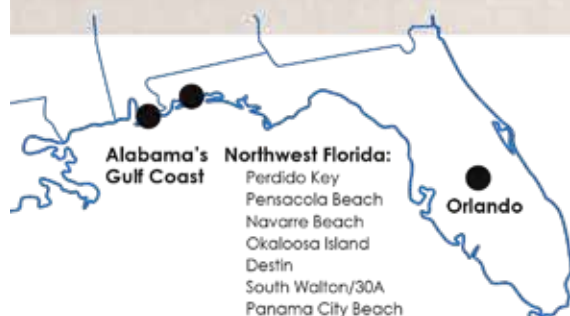 Alabama's
Gulf Coast
Northwest Florida:
Perdido Key
Pensacola Beach
Navarre Beach
Okaloosa Island
Destin
South Walton/30A
Panama City Beach
Orlando